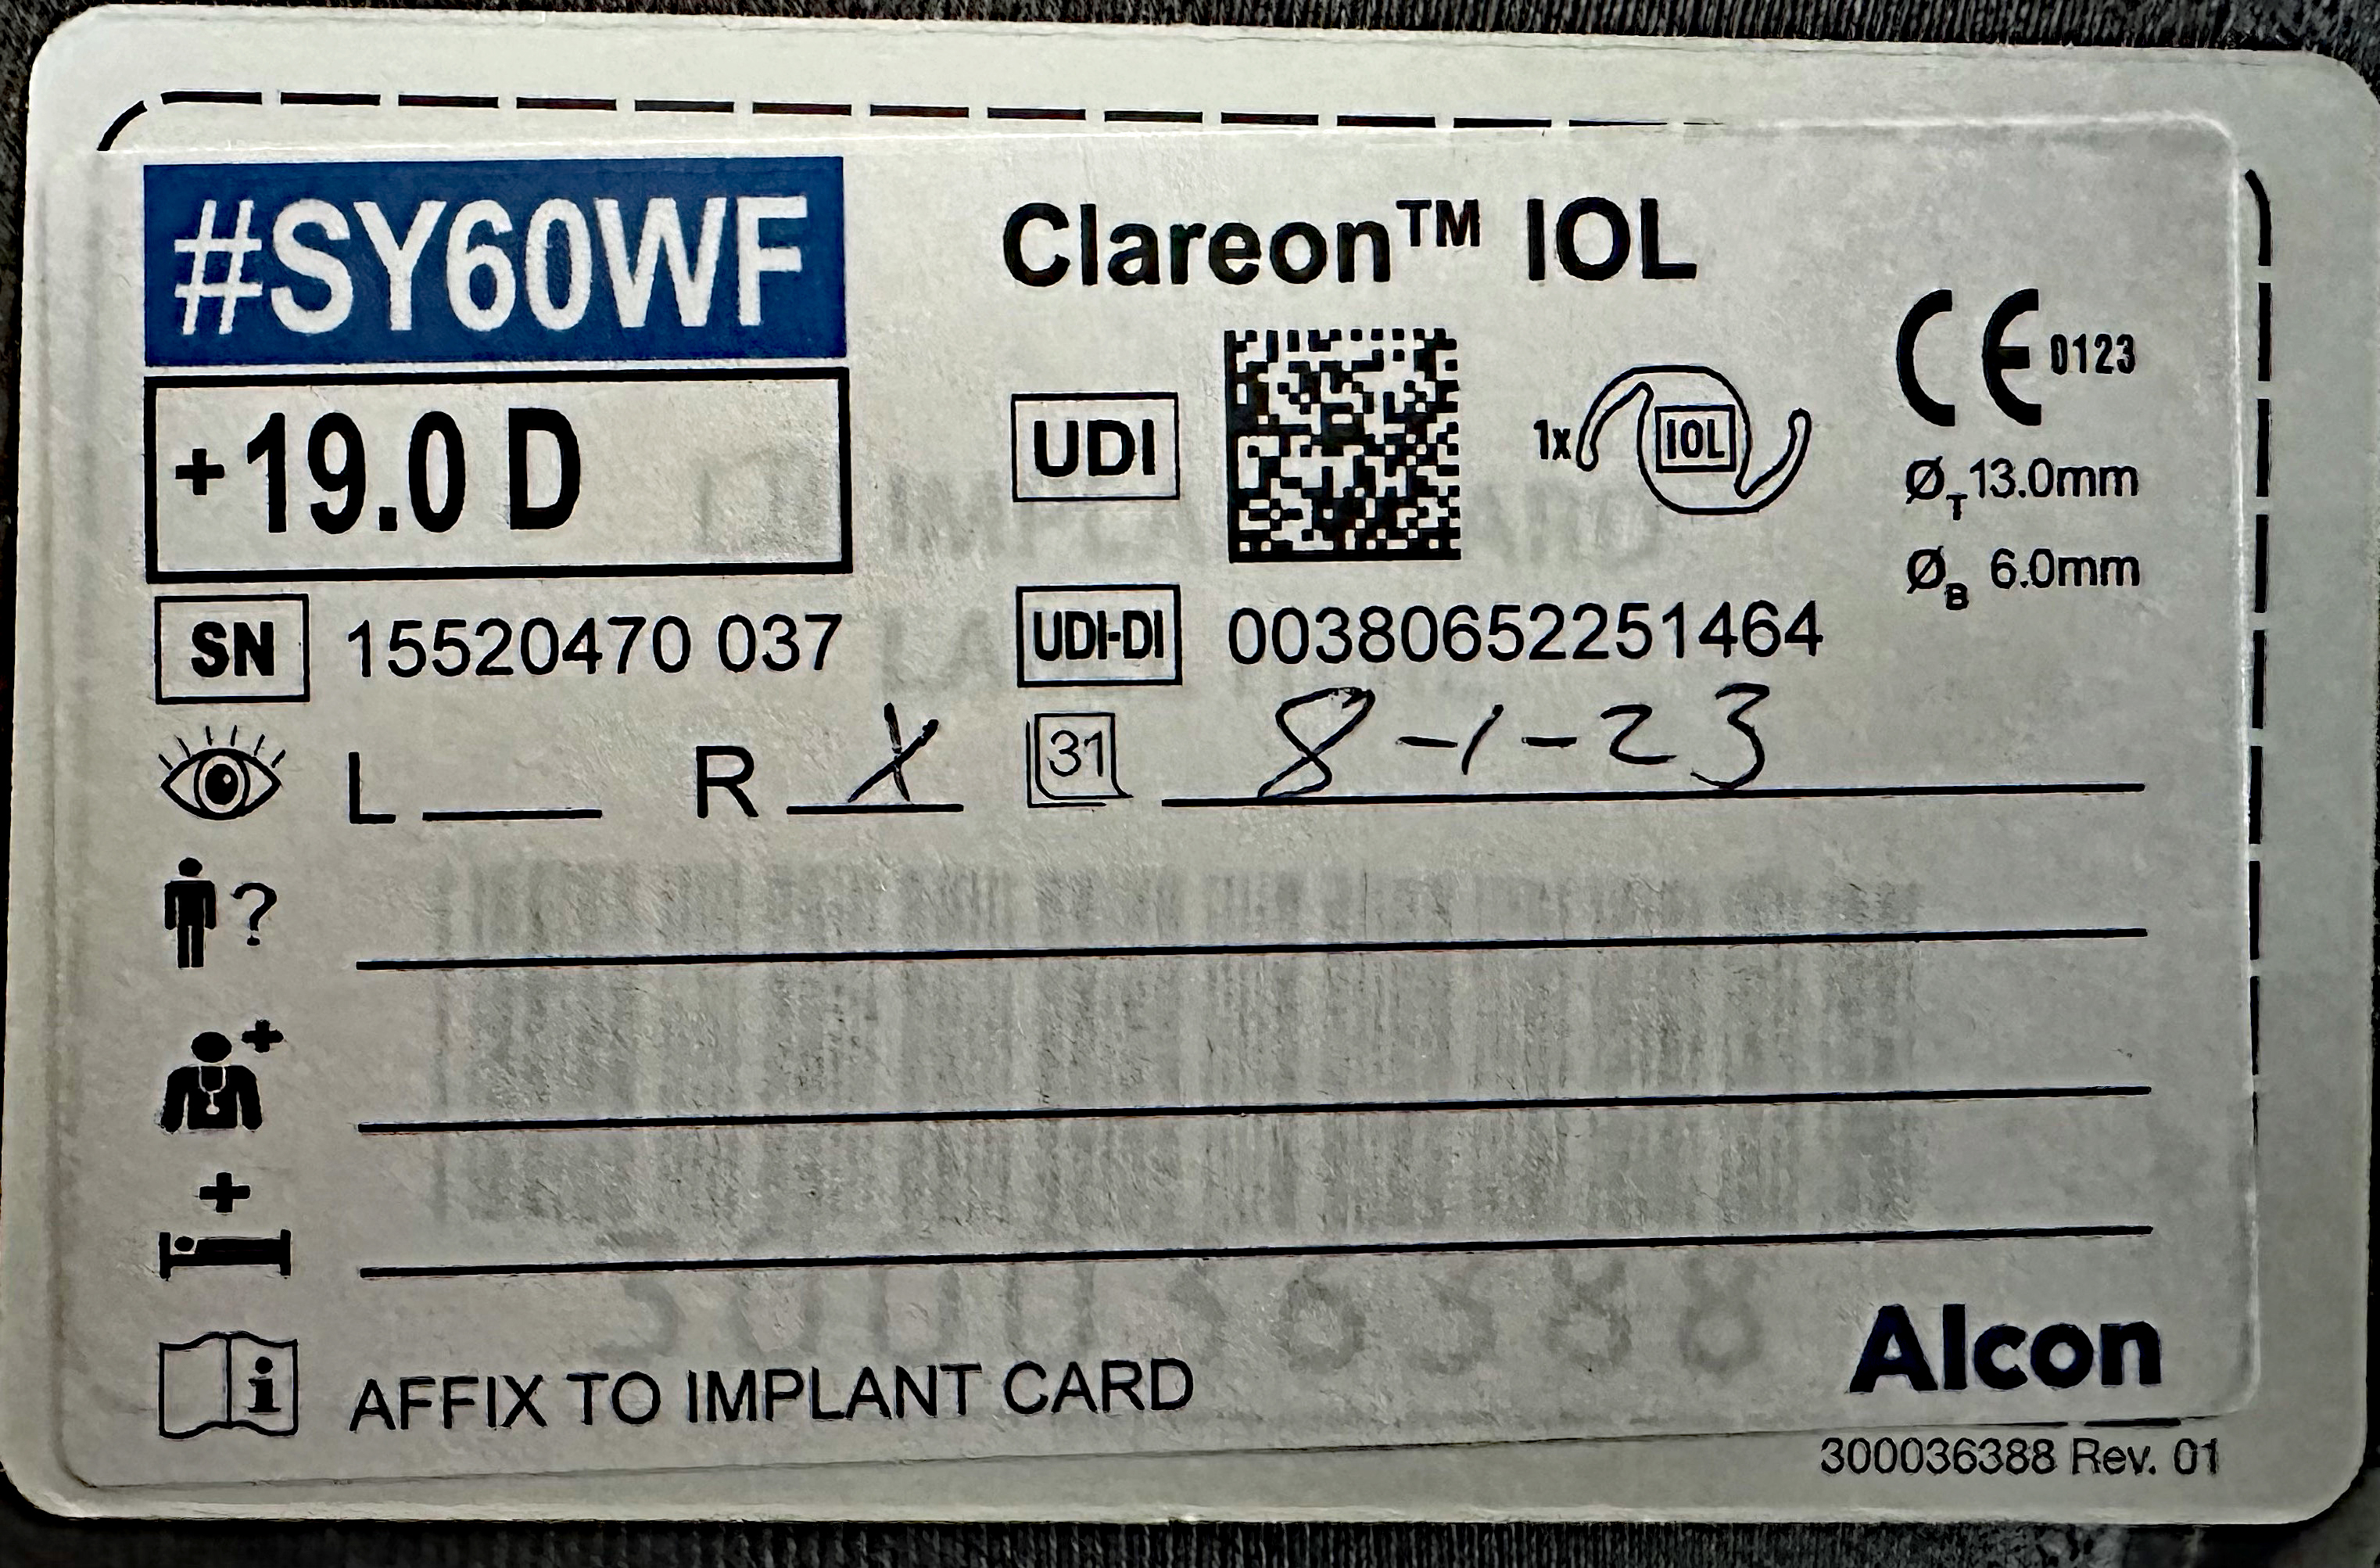 #SY60WF
Clareon™ IOL
CE 0123
+19.0 D
UDI
1x IOL
ØT 13.0mm
ØB 6.0mm
SN 15520470 037
UDI-DI 00380652251464
L R X
31 8-1-23
?
AFFIX TO IMPLANT CARD
Alcon
300036388 Rev. 01